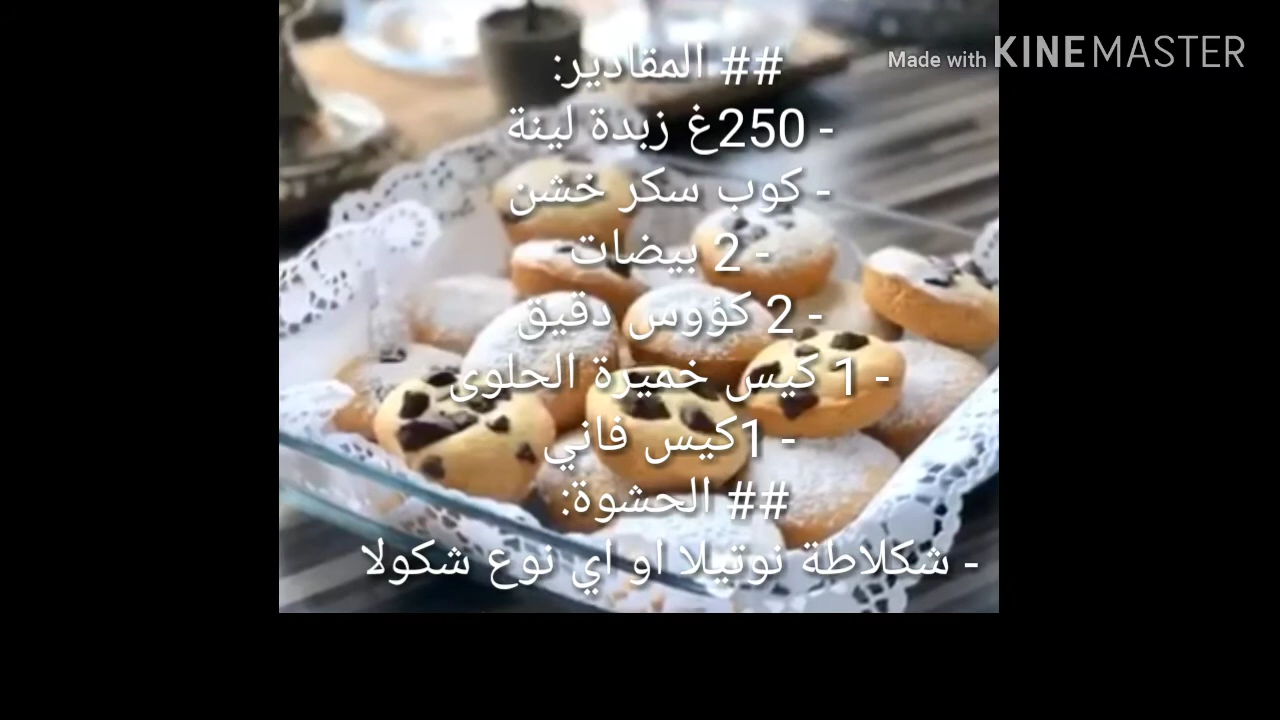 Made with KINEMASTER
## المقادير:
- 250غ زبدة لينة
- كوب سكر خشن
- 2 بيضات
- 2 كؤوس دقيق
- 1 كيس خميرة الحلوى
- 1كيس فاني
## الحشوة:
- شكلاطة نوتيلا او اي نوع شكولا